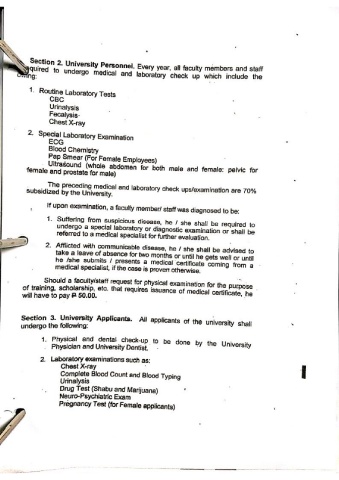 Section 2. University Personnel. Every year, all faculty members and staff
required to undergo medical and laboratory check up which include the
1. Routine Laboratory Tests
CBC
Urinalysis
Fecalysis
Chest X-ray
2. Special Laboratory Examination
ECG
Blood Chemistry
Pap Smear (For Female Employees)
Ultrasound (whole abdomen for both male and female: pelvic for
female and prostate for male)
The preceding medical and laboratory check ups/examination are 70%
subsidized by the University.
If upon examination, a faculty member/ staff was diagnosed to be:
1. Suffering from suspicious disease, he / she shall be required to
undergo a special laboratory or diagnostic examination or shall be
referred to a medical specialist for further evaluation.
2. Afflicted with communicable disease, he / she shall be advised to
take a leave of absence for two months or until he gets well or until
he /she submits / presents a medical certificate coming from a
medical specialist, if the case is proven otherwise.
Should a faculty/staff request for physical examination for the purpose
of training, scholarship, etc. that requires issuance of medical certificate, he
will have to pay ₱ 50.00.
Section 3. University Applicants. All applicants of the university shall
undergo the following:
1. Physical and dental check-up to be done by the University
Physician and University Dentist.
2. Laboratory examinations such as:
Chest X-ray
Complete Blood Count and Blood Typing
Urinalysis
Drug Test (Shabu and Marijuana)
Neuro-Psychiatric Exam
Pregnancy Test (for Female applicants)